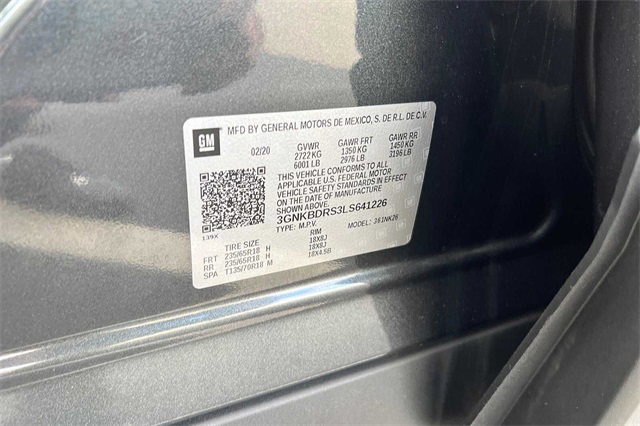 GM MFD BY GENERAL MOTORS DE MEXICO, S. DE R.L. DE C.V.
02/20 GVWR GAWR FRT GAWR RR
2722 KG 1350 KG 1450 KG
6001 LB 2976 LB 3196 LB
THIS VEHICLE CONFORMS TO ALL
APPLICABLE U.S. FEDERAL MOTOR
VEHICLE SAFETY STANDARDS IN EFFECT
ON THE DATE OF MANUFACTURE
SHOWN ABOVE.
3GNKBDRS3LS641226
139X TYPE: M.P.V. MODEL: 361NK26
TIRE SIZE RIM
FRT 235/65R18 H 18X8J
RR 235/65R18 H 18X8J
SPA T135/70R18 M 18X4.5B